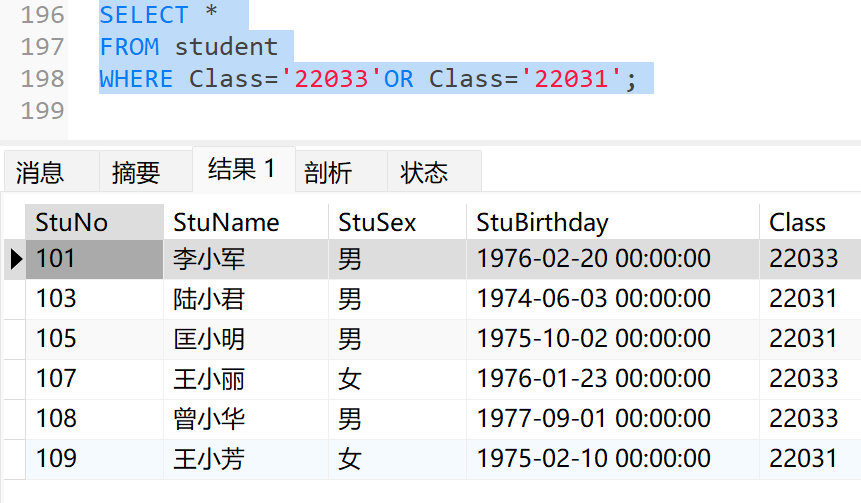 196 SELECT *
197 FROM student
198 WHERE Class='22033'OR Class='22031';
199
消息 摘要 结果 1 剖析 状态
StuNo StuName StuSex StuBirthday Class
101 李小军 男 1976-02-20 00:00:00 22033
103 陆小君 男 1974-06-03 00:00:00 22031
105 匡小明 男 1975-10-02 00:00:00 22031
107 王小丽 女 1976-01-23 00:00:00 22033
108 曾小华 男 1977-09-01 00:00:00 22033
109 王小芳 女 1975-02-10 00:00:00 22031